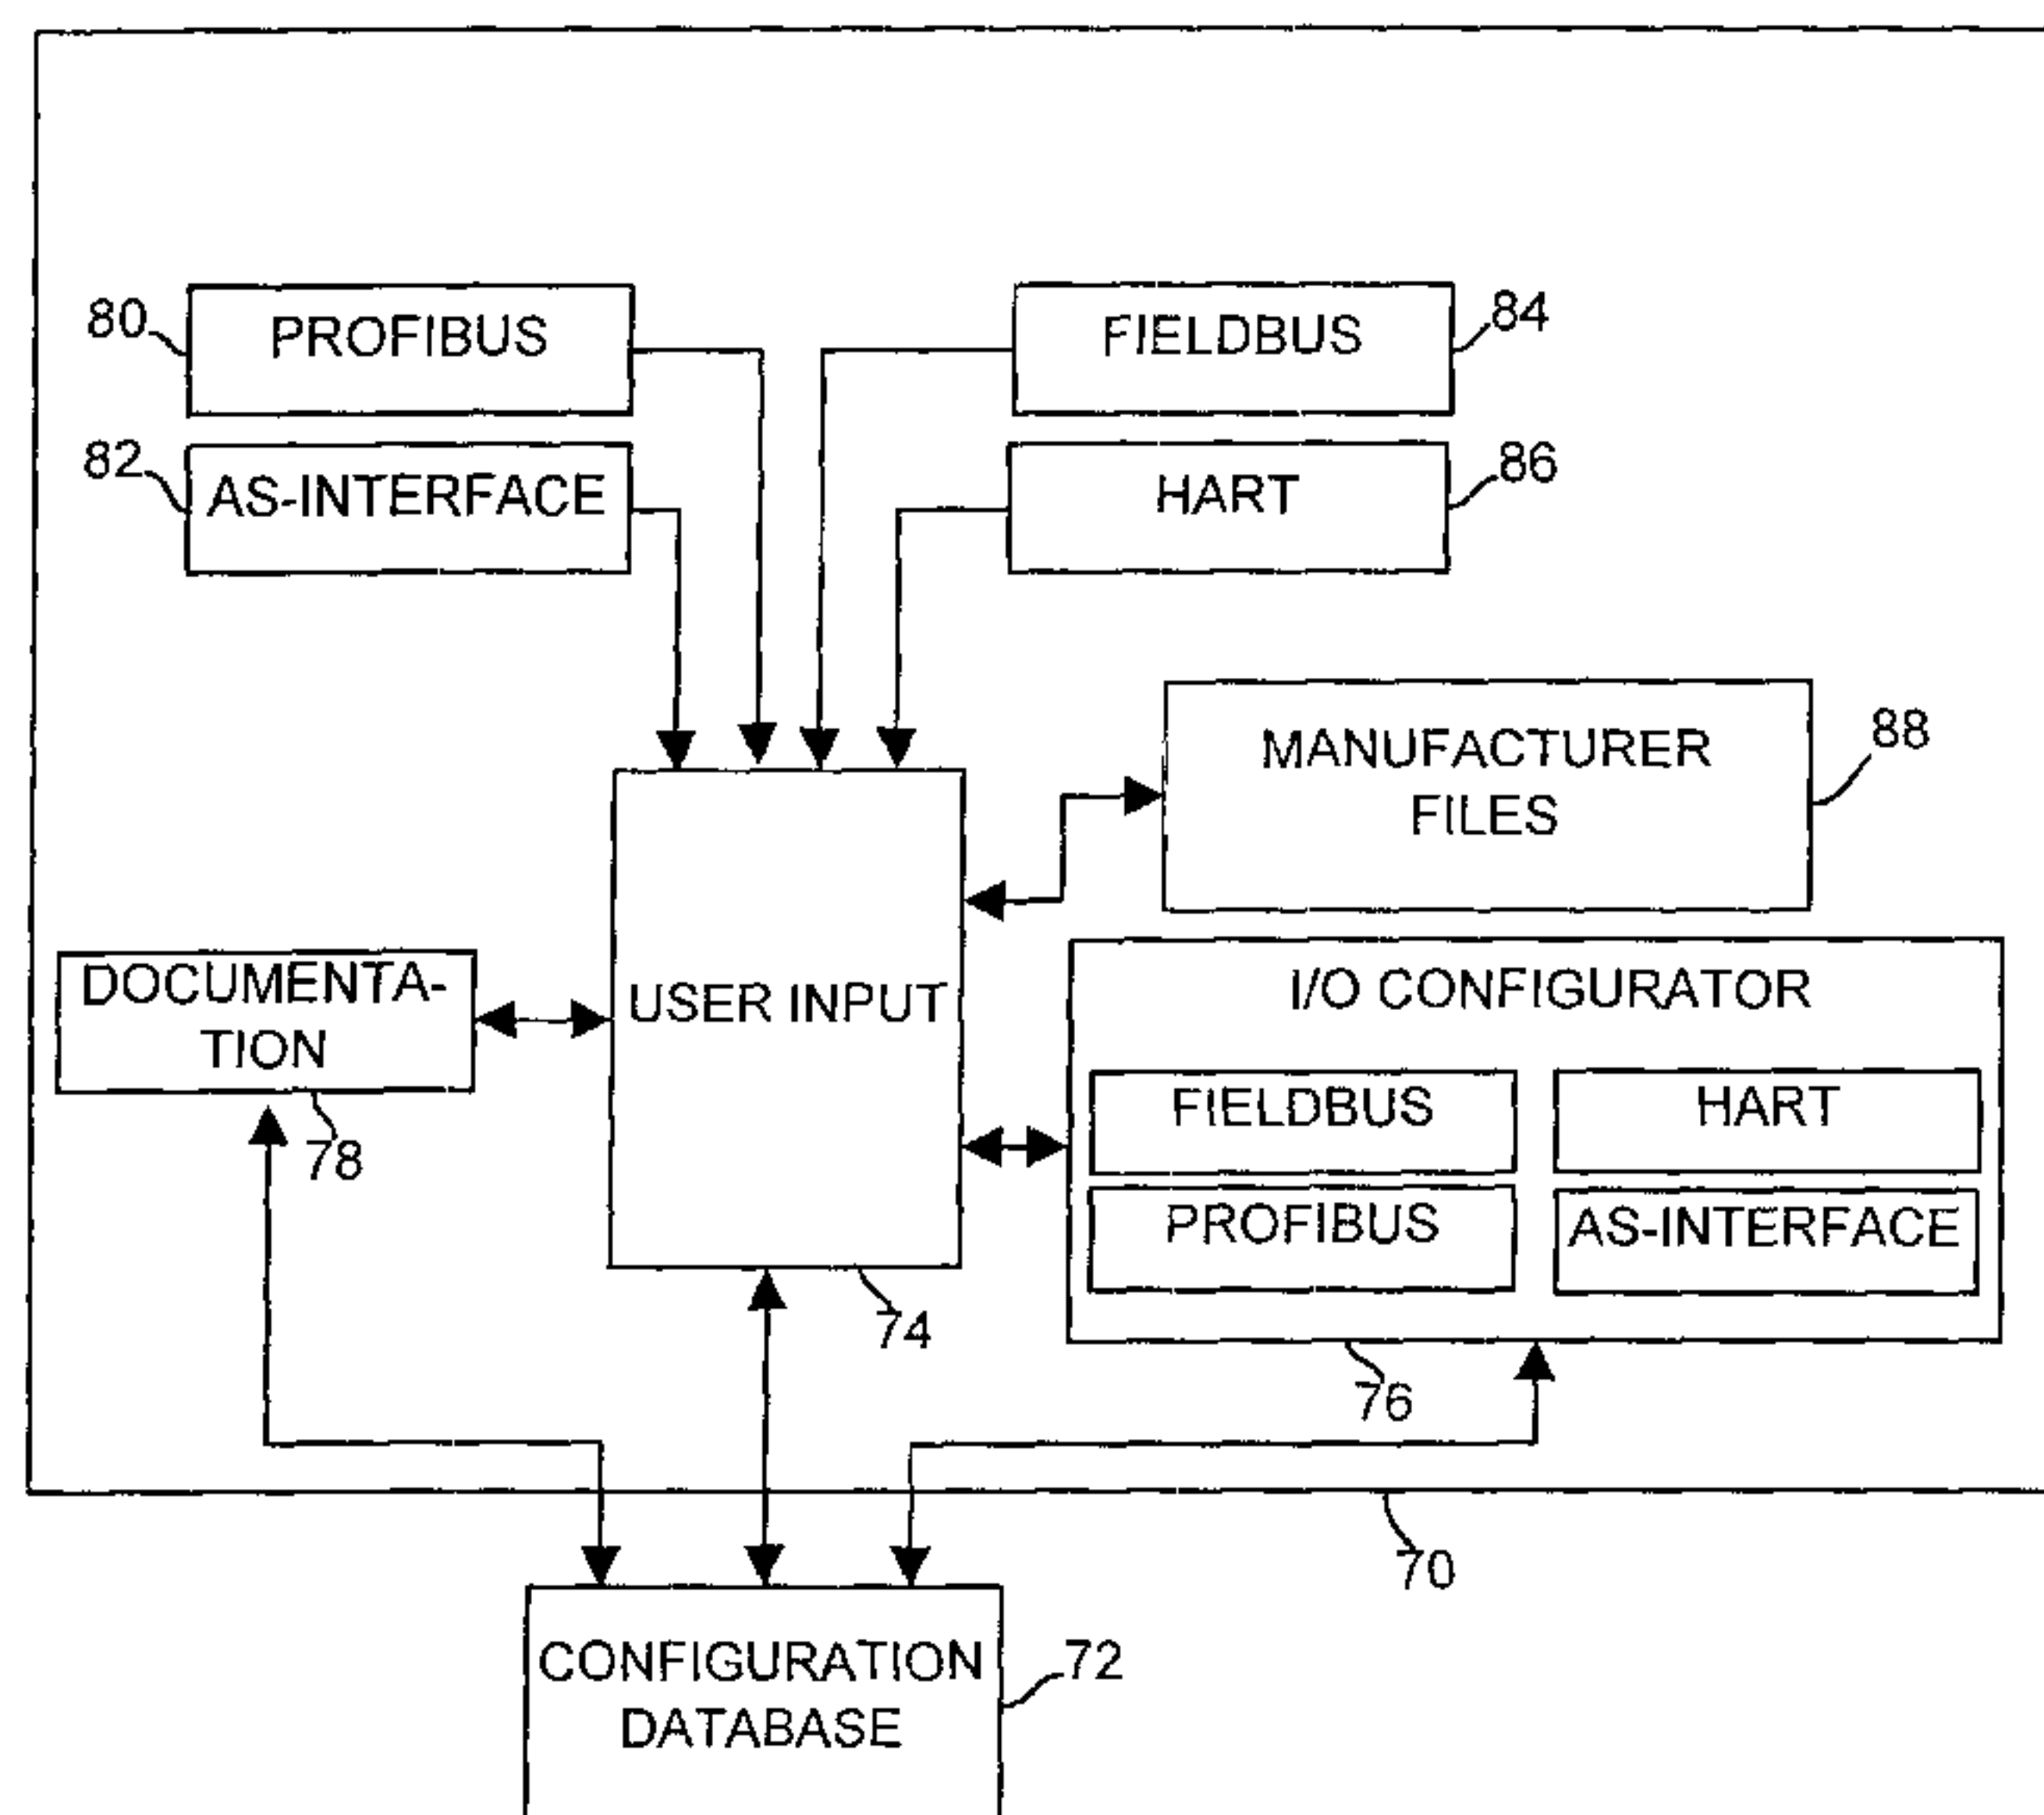 80
PROFIBUS
FIELDBUS
84
82
AS-INTERFACE
HART
86
MANUFACTURER
FILES
88
DOCUMENTA-
TION
78
USER INPUT
74
I/O CONFIGURATOR
FIELDBUS
HART
PROFIBUS
AS-INTERFACE
76
70
CONFIGURATION
DATABASE
72